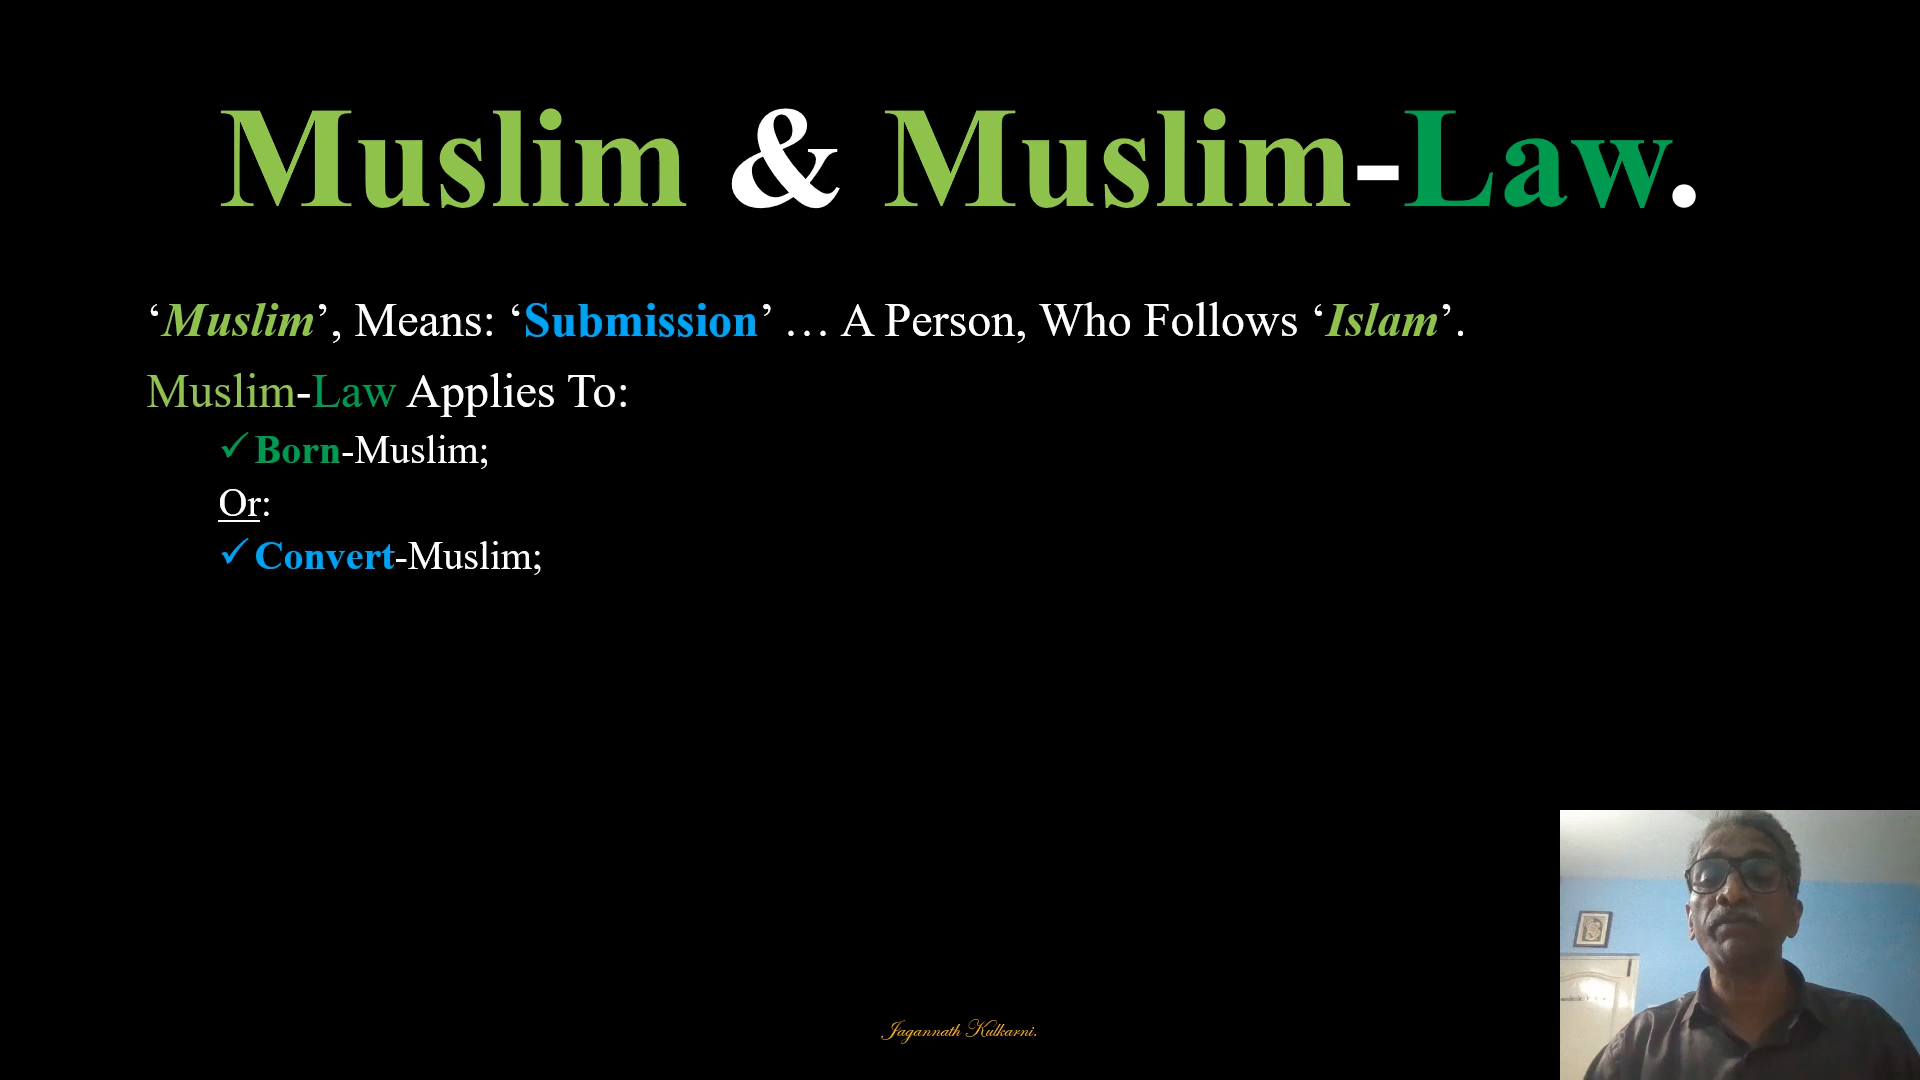 Muslim & Muslim-Law.
‘Muslim’, Means: ‘Submission’ … A Person, Who Follows ‘Islam’.
Muslim-Law Applies To:
✓ Born-Muslim;
Or:
✓ Convert-Muslim;
Jagannath Kulkarni.